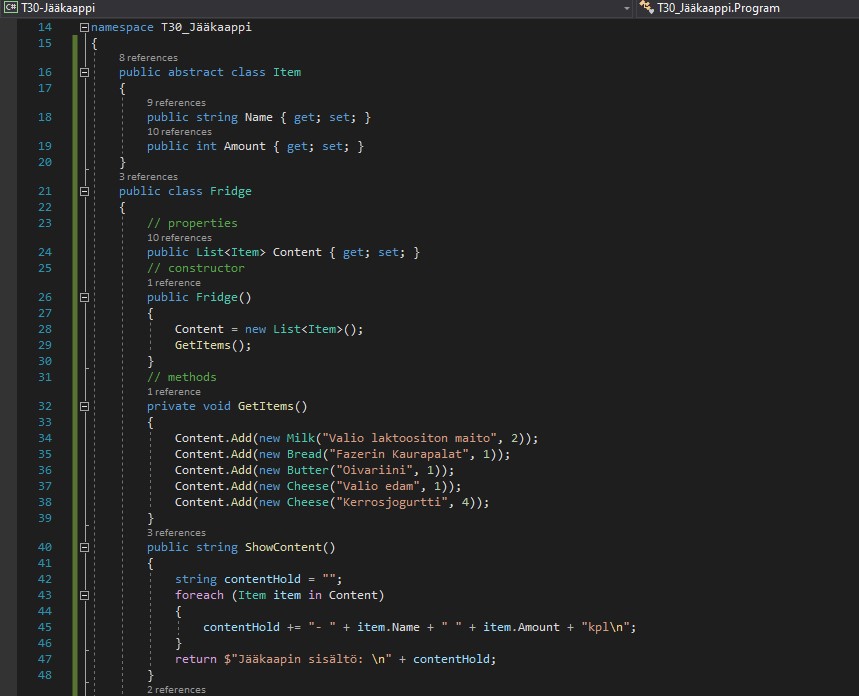 C# T30-Jääkaappi T30_Jääkaappi.Program
14 namespace T30_Jääkaappi
15 {
8 references
16 public abstract class Item
17 {
9 references
18 public string Name { get; set; }
10 references
19 public int Amount { get; set; }
20 }
3 references
21 public class Fridge
22 {
23 // properties
10 references
24 public List<Item> Content { get; set; }
25 // constructor
1 reference
26 public Fridge()
27 {
28 Content = new List<Item>();
29 GetItems();
30 }
31 // methods
1 reference
32 private void GetItems()
33 {
34 Content.Add(new Milk("Valio laktoositon maito", 2));
35 Content.Add(new Bread("Fazerin Kaurapalat", 1));
36 Content.Add(new Butter("Oivariini", 1));
37 Content.Add(new Cheese("Valio edam", 1));
38 Content.Add(new Cheese("Kerrosjogurtti", 4));
39 }
3 references
40 public string ShowContent()
41 {
42 string contentHold = "";
43 foreach (Item item in Content)
44 {
45 contentHold += "- " + item.Name + " " + item.Amount + "kpl\n";
46 }
47 return $"Jääkaapin sisältö: \n" + contentHold;
48 }
2 references